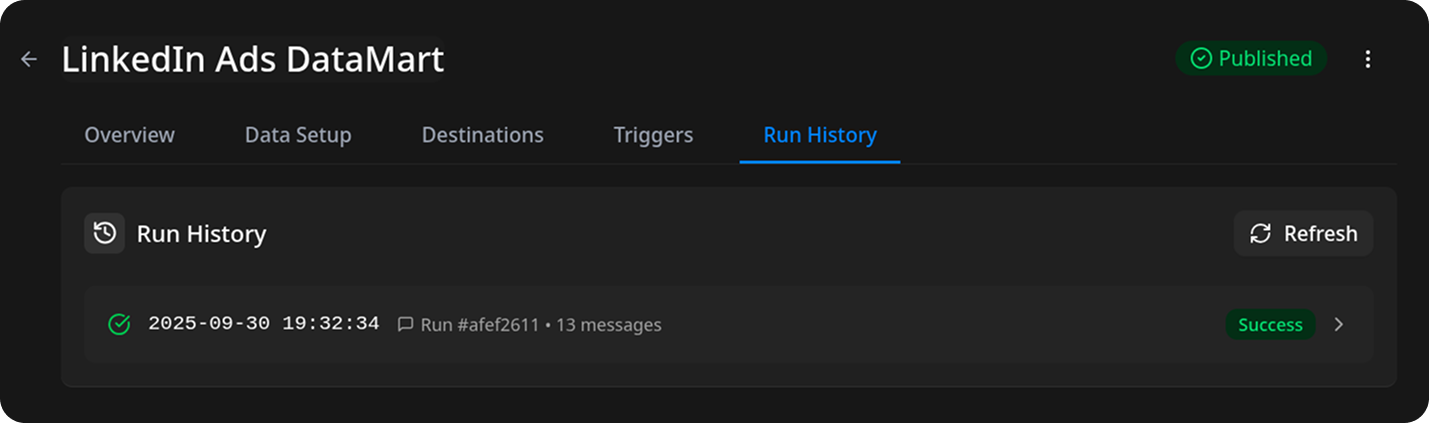 LinkedIn Ads DataMart
Published
Overview Data Setup Destinations Triggers Run History
Run History
Refresh
2025-09-30 19:32:34 Run #afef2611 • 13 messages
Success